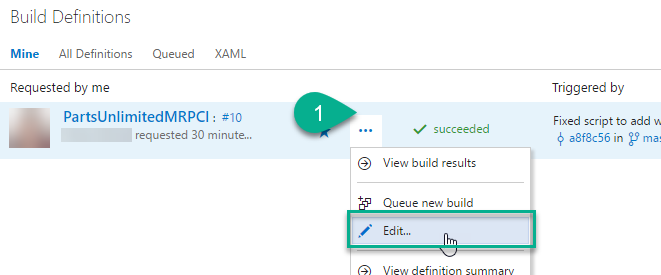 Build Definitions
Mine All Definitions Queued XAML
Requested by me Triggered by
PartsUnlimitedMRPCI : #10
requested 30 minute...
1
...
succeeded
Fixed script to add w
a8f8c56 in mas
View build results
Queue new build
Edit...
View definition summary